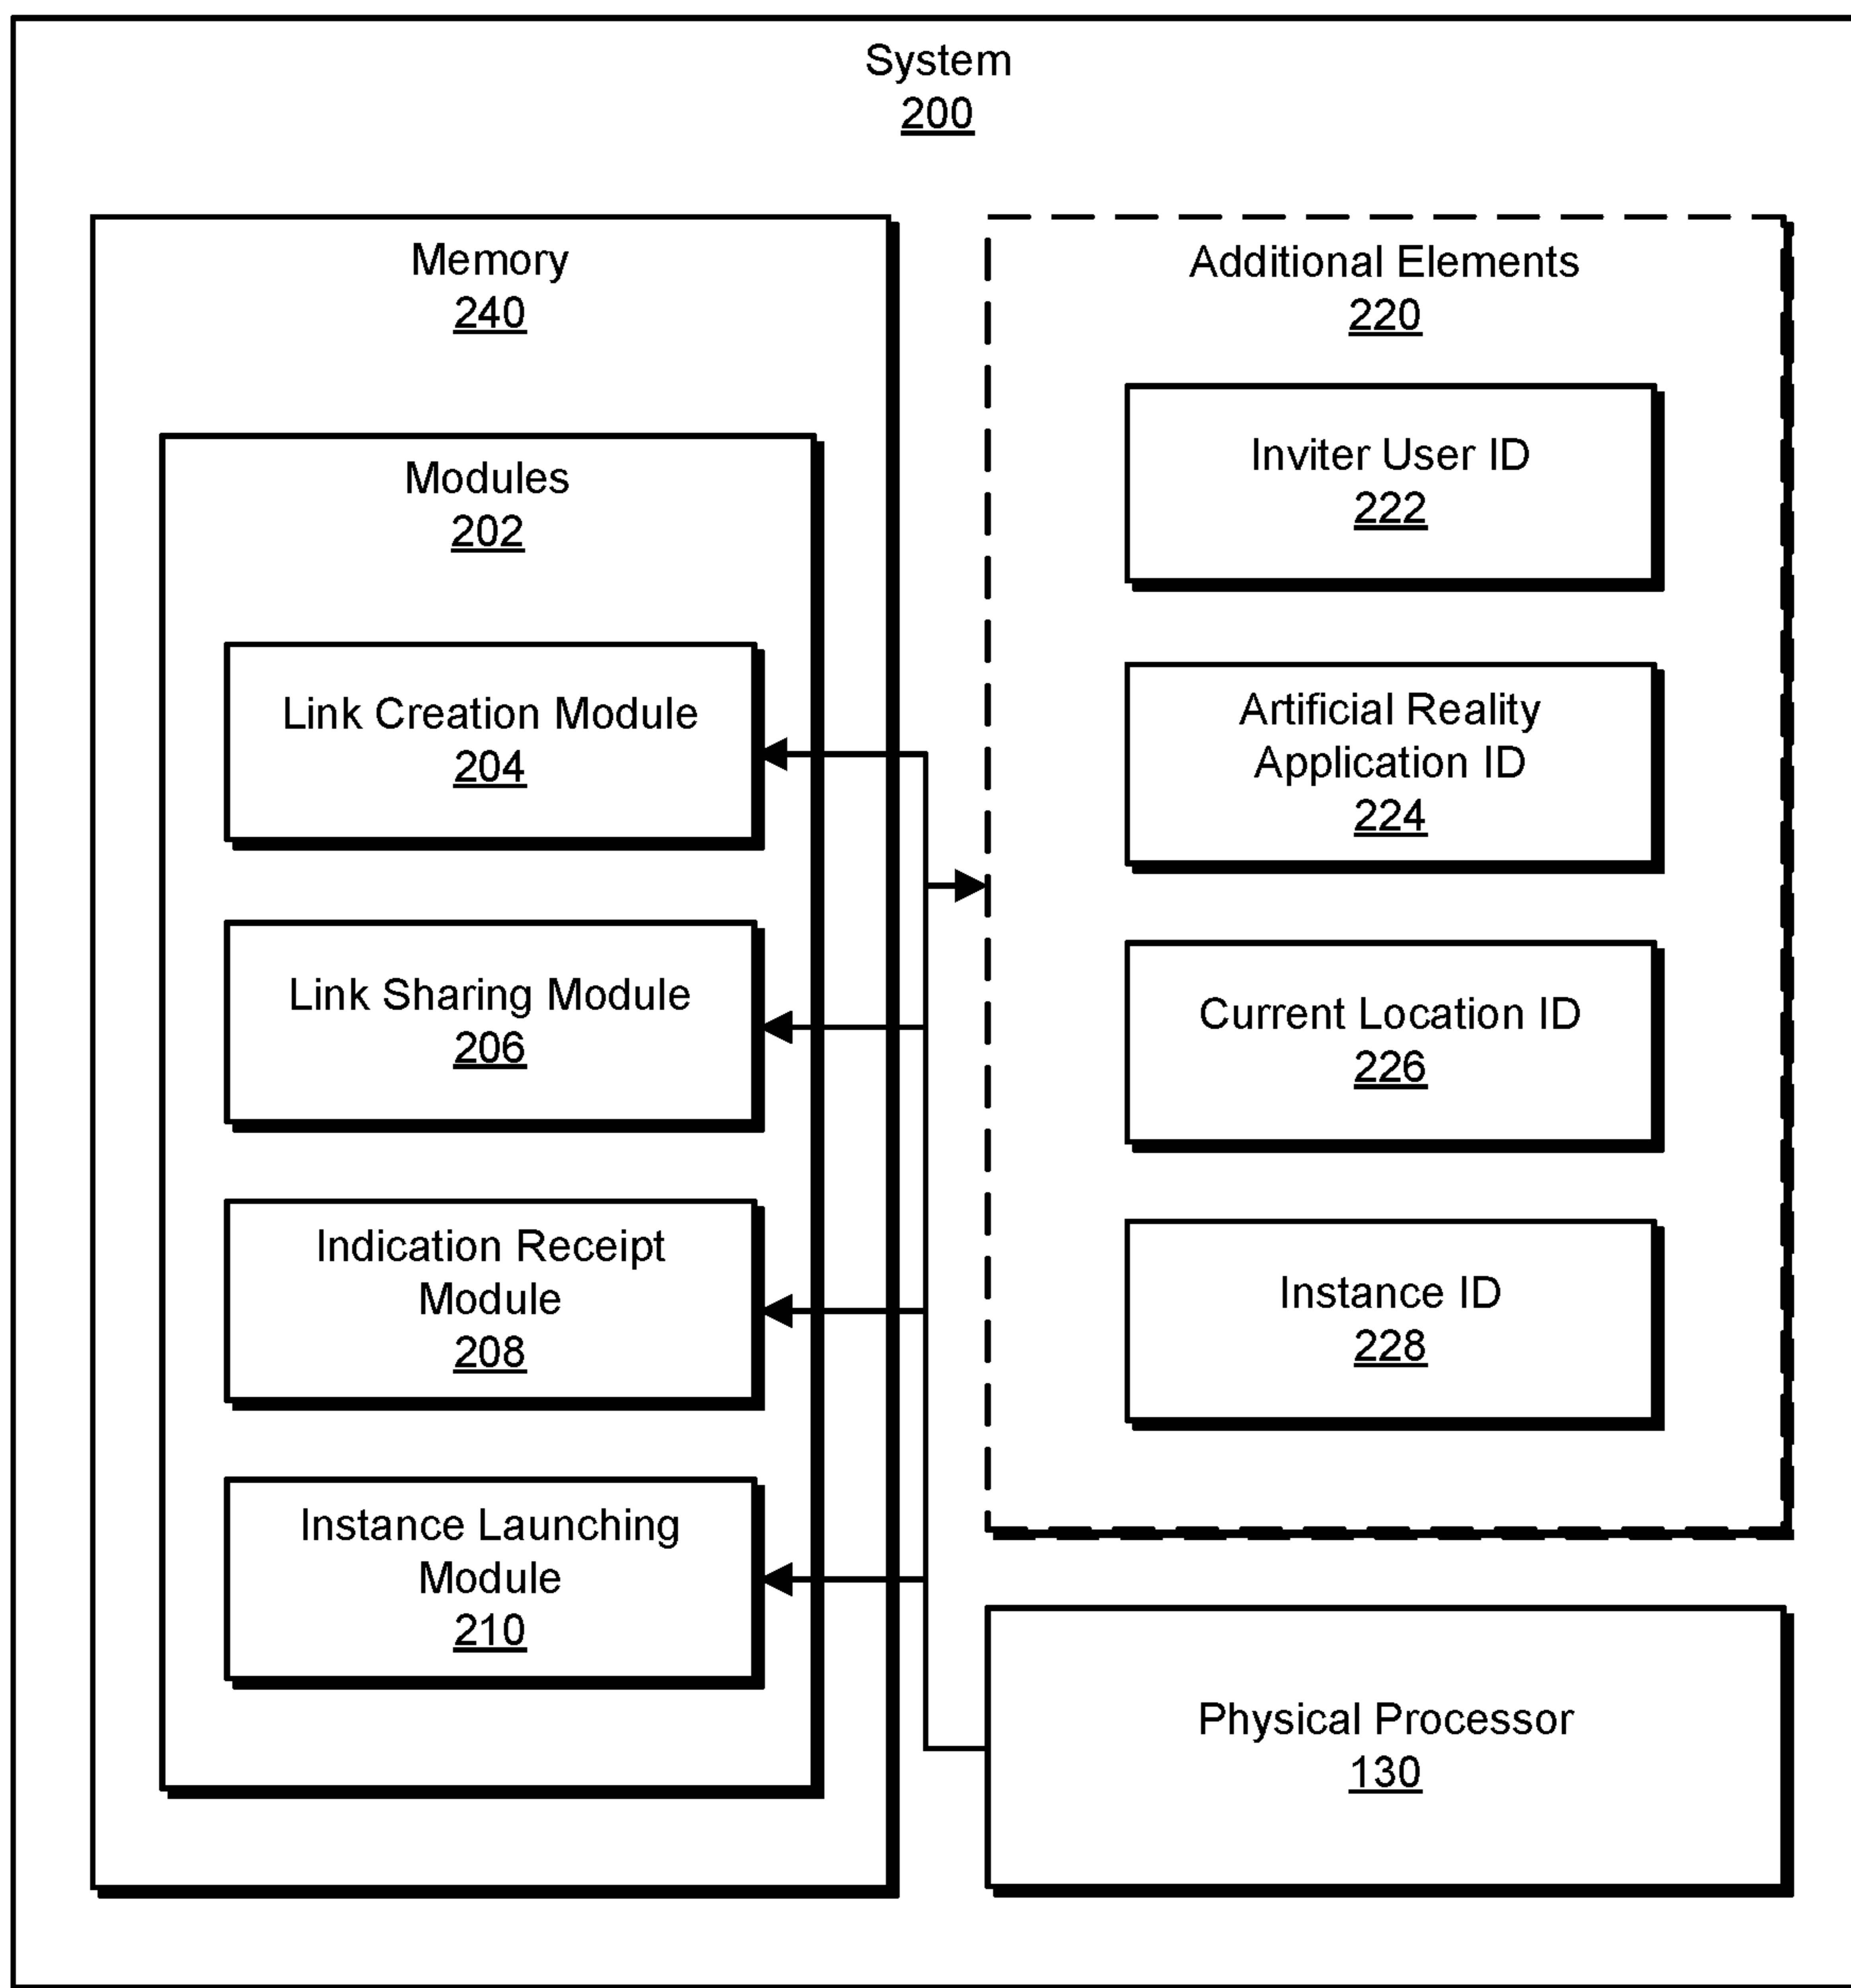 System
200
Memory
240
Modules
202
Link Creation Module
204
Link Sharing Module
206
Indication Receipt
Module
208
Instance Launching
Module
210
Additional Elements
220
Inviter User ID
222
Artificial Reality
Application ID
224
Current Location ID
226
Instance ID
228
Physical Processor
130